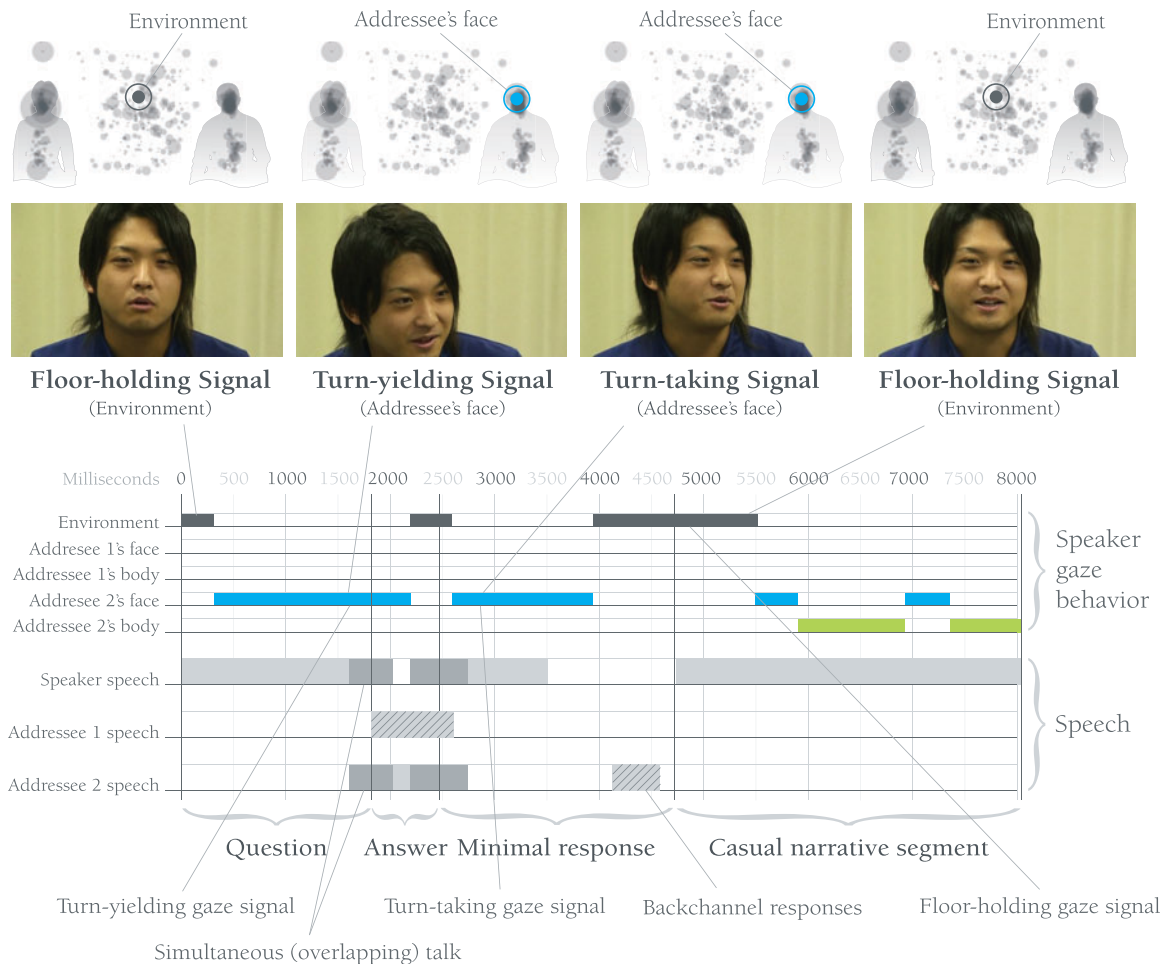 Environment
Addressee's face
Addressee's face
Environment
Floor-holding Signal
(Environment)
Turn-yielding Signal
(Addressee's face)
Turn-taking Signal
(Addressee's face)
Floor-holding Signal
(Environment)
Milliseconds 0 500 1000 1500 2000 2500 3000 3500 4000 4500 5000 5500 6000 6500 7000 7500 8000
Environment
Addresee 1's face
Addressee 1's body
Addresee 2's face
Addressee 2's body
Speaker
gaze
behavior
Speaker speech
Addressee 1 speech
Addressee 2 speech
Speech
Question
Answer
Minimal response
Casual narrative segment
Turn-yielding gaze signal
Turn-taking gaze signal
Backchannel responses
Floor-holding gaze signal
Simultaneous (overlapping) talk